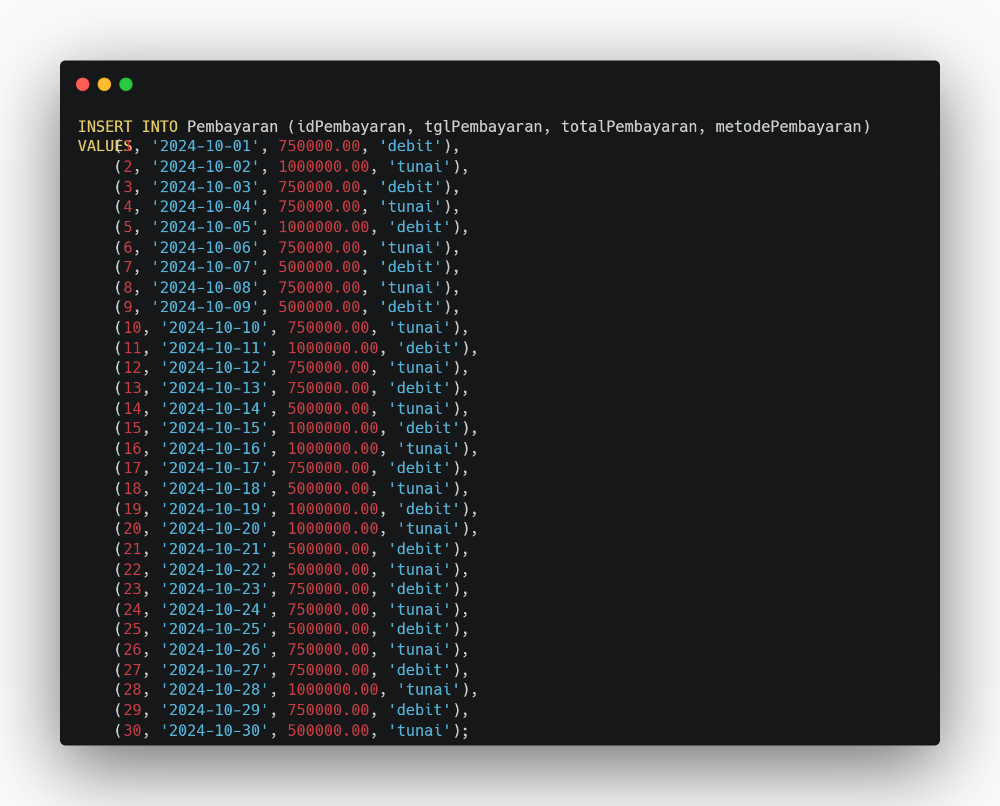 INSERT INTO Pembayaran (idPembayaran, tglPembayaran, totalPembayaran, metodePembayaran)
VALUES(1, '2024-10-01', 750000.00, 'debit'),
(2, '2024-10-02', 1000000.00, 'tunai'),
(3, '2024-10-03', 750000.00, 'debit'),
(4, '2024-10-04', 750000.00, 'tunai'),
(5, '2024-10-05', 1000000.00, 'debit'),
(6, '2024-10-06', 750000.00, 'tunai'),
(7, '2024-10-07', 500000.00, 'debit'),
(8, '2024-10-08', 750000.00, 'tunai'),
(9, '2024-10-09', 500000.00, 'debit'),
(10, '2024-10-10', 750000.00, 'tunai'),
(11, '2024-10-11', 1000000.00, 'debit'),
(12, '2024-10-12', 750000.00, 'tunai'),
(13, '2024-10-13', 750000.00, 'debit'),
(14, '2024-10-14', 500000.00, 'tunai'),
(15, '2024-10-15', 1000000.00, 'debit'),
(16, '2024-10-16', 1000000.00, 'tunai'),
(17, '2024-10-17', 750000.00, 'debit'),
(18, '2024-10-18', 500000.00, 'tunai'),
(19, '2024-10-19', 1000000.00, 'debit'),
(20, '2024-10-20', 1000000.00, 'tunai'),
(21, '2024-10-21', 500000.00, 'debit'),
(22, '2024-10-22', 500000.00, 'tunai'),
(23, '2024-10-23', 750000.00, 'debit'),
(24, '2024-10-24', 750000.00, 'tunai'),
(25, '2024-10-25', 500000.00, 'debit'),
(26, '2024-10-26', 750000.00, 'tunai'),
(27, '2024-10-27', 750000.00, 'debit'),
(28, '2024-10-28', 1000000.00, 'tunai'),
(29, '2024-10-29', 750000.00, 'debit'),
(30, '2024-10-30', 500000.00, 'tunai');